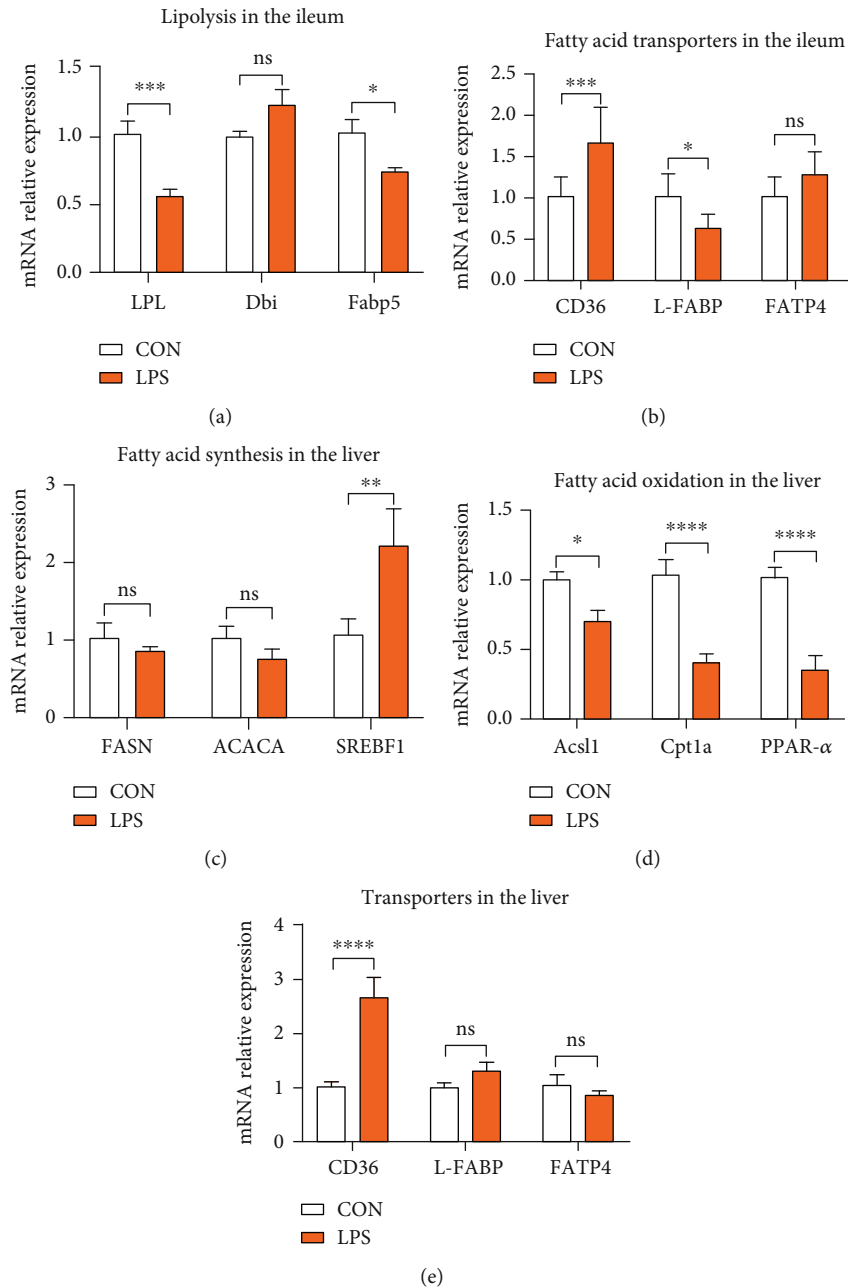 Lipolysis in the ileum
mRNA relative expression
1.5
1.0
0.5
0.0
***
ns
*
LPL Dbi Fabp5
CON
LPS
(a)
Fatty acid transporters in the ileum
mRNA relative expression
2.5
2.0
1.5
1.0
0.5
0.0
***
*
ns
CD36 L-FABP FATP4
CON
LPS
(b)
Fatty acid synthesis in the liver
mRNA relative expression
3
2
1
0
ns
ns
**
FASN ACACA SREBF1
CON
LPS
(c)
Fatty acid oxidation in the liver
mRNA relative expression
1.5
1.0
0.5
0.0
*
****
****
Acsl1 Cpt1a PPAR-α
CON
LPS
(d)
Transporters in the liver
mRNA relative expression
4
3
2
1
0
****
ns
ns
CD36 L-FABP FATP4
CON
LPS
(e)